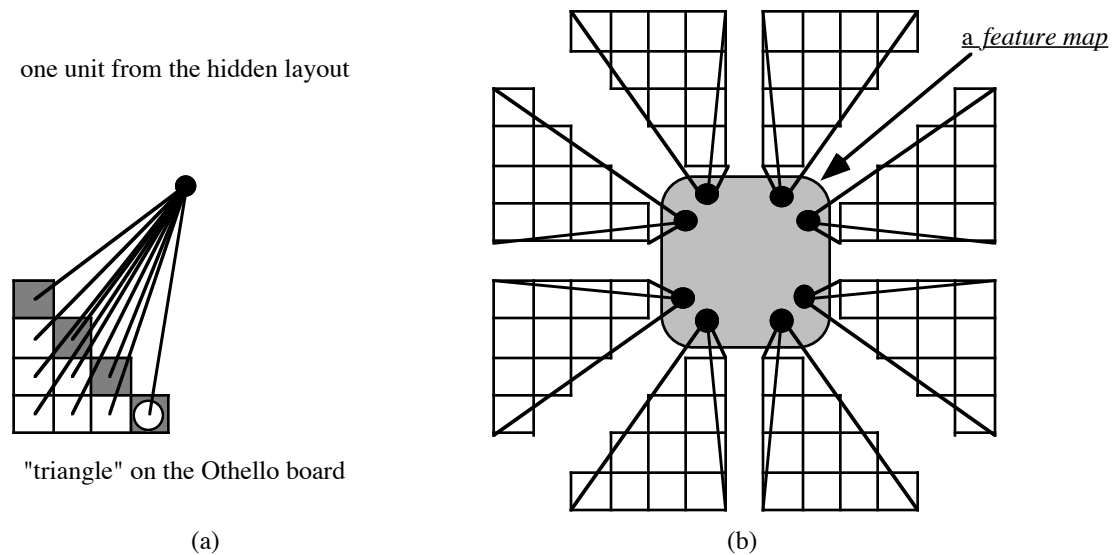 one unit from the hidden layout
"triangle" on the Othello board
(a)
a feature map
(b)